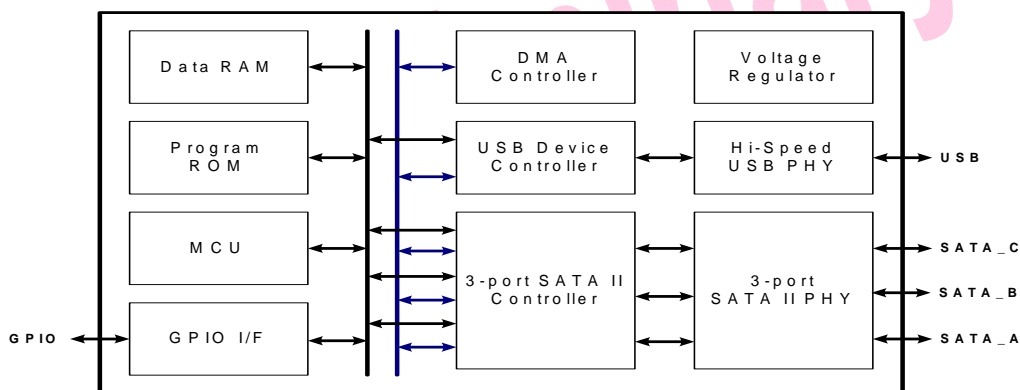 Data RAM
DMA
Controller
Voltage
Regulator
Program
ROM
USB Device
Controller
Hi-Speed
USB PHY
USB
MCU
3-port SATA II
Controller
3-port
SATA II PHY
SATA_C
SATA_B
SATA_A
GPIO
GPIO I/F